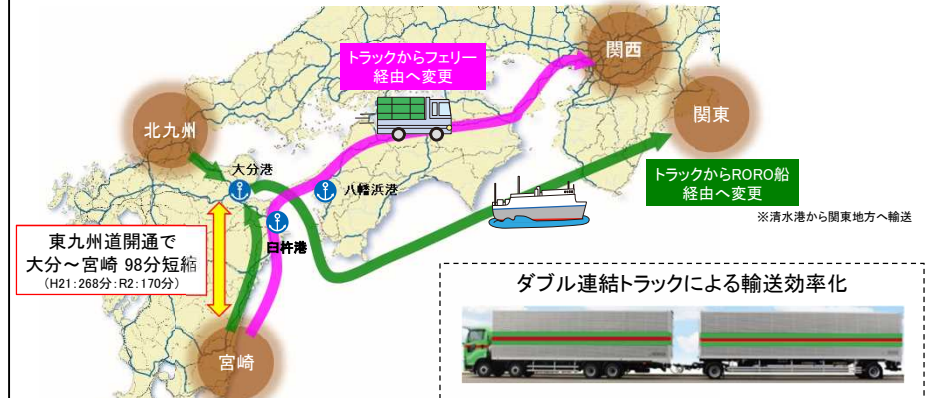 トラックからフェリー
経由へ変更
関西
関東
北九州
大分港
八幡浜港
臼杵港
トラックからRORO船
経由へ変更
※清水港から関東地方へ輸送
東九州道開通で
大分～宮崎 98分短縮
(H21:268分:R2:170分)
宮崎
ダブル連結トラックによる輸送効率化